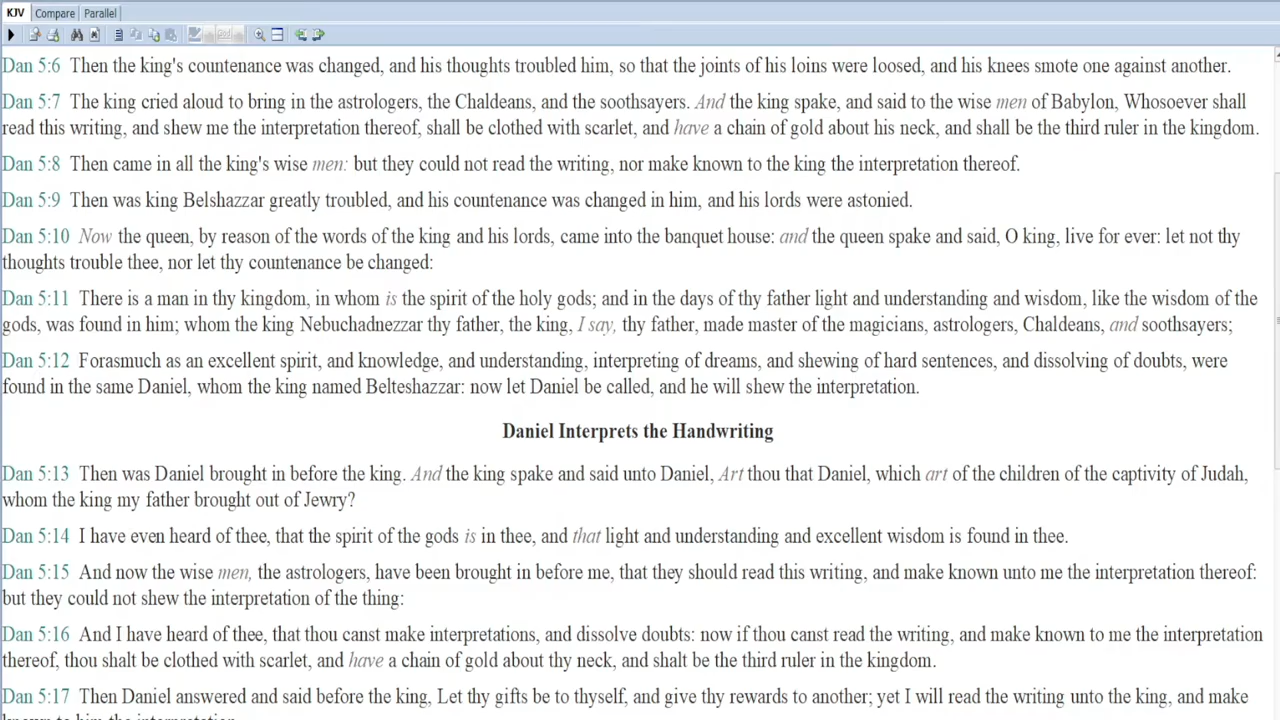 KJV Compare Parallel
Dan 5:6 Then the king's countenance was changed, and his thoughts troubled him, so that the joints of his loins were loosed, and his knees smote one against another.
Dan 5:7 The king cried aloud to bring in the astrologers, the Chaldeans, and the soothsayers. And the king spake, and said to the wise men of Babylon, Whosoever shall
read this writing, and shew me the interpretation thereof, shall be clothed with scarlet, and have a chain of gold about his neck, and shall be the third ruler in the kingdom.
Dan 5:8 Then came in all the king's wise men: but they could not read the writing, nor make known to the king the interpretation thereof.
Dan 5:9 Then was king Belshazzar greatly troubled, and his countenance was changed in him, and his lords were astonied.
Dan 5:10 Now the queen, by reason of the words of the king and his lords, came into the banquet house: and the queen spake and said, O king, live for ever: let not thy
thoughts trouble thee, nor let thy countenance be changed:
Dan 5:11 There is a man in thy kingdom, in whom is the spirit of the holy gods; and in the days of thy father light and understanding and wisdom, like the wisdom of the
gods, was found in him; whom the king Nebuchadnezzar thy father, the king, I say, thy father, made master of the magicians, astrologers, Chaldeans, and soothsayers;
Dan 5:12 Forasmuch as an excellent spirit, and knowledge, and understanding, interpreting of dreams, and shewing of hard sentences, and dissolving of doubts, were
found in the same Daniel, whom the king named Belteshazzar: now let Daniel be called, and he will shew the interpretation.
Daniel Interprets the Handwriting
Dan 5:13 Then was Daniel brought in before the king. And the king spake and said unto Daniel, Art thou that Daniel, which art of the children of the captivity of Judah,
whom the king my father brought out of Jewry?
Dan 5:14 I have even heard of thee, that the spirit of the gods is in thee, and that light and understanding and excellent wisdom is found in thee.
Dan 5:15 And now the wise men, the astrologers, have been brought in before me, that they should read this writing, and make known unto me the interpretation thereof:
but they could not shew the interpretation of the thing:
Dan 5:16 And I have heard of thee, that thou canst make interpretations, and dissolve doubts: now if thou canst read the writing, and make known to me the interpretation
thereof, thou shalt be clothed with scarlet, and have a chain of gold about thy neck, and shalt be the third ruler in the kingdom.
Dan 5:17 Then Daniel answered and said before the king, Let thy gifts be to thyself, and give thy rewards to another; yet I will read the writing unto the king, and make
known to him the interpretation